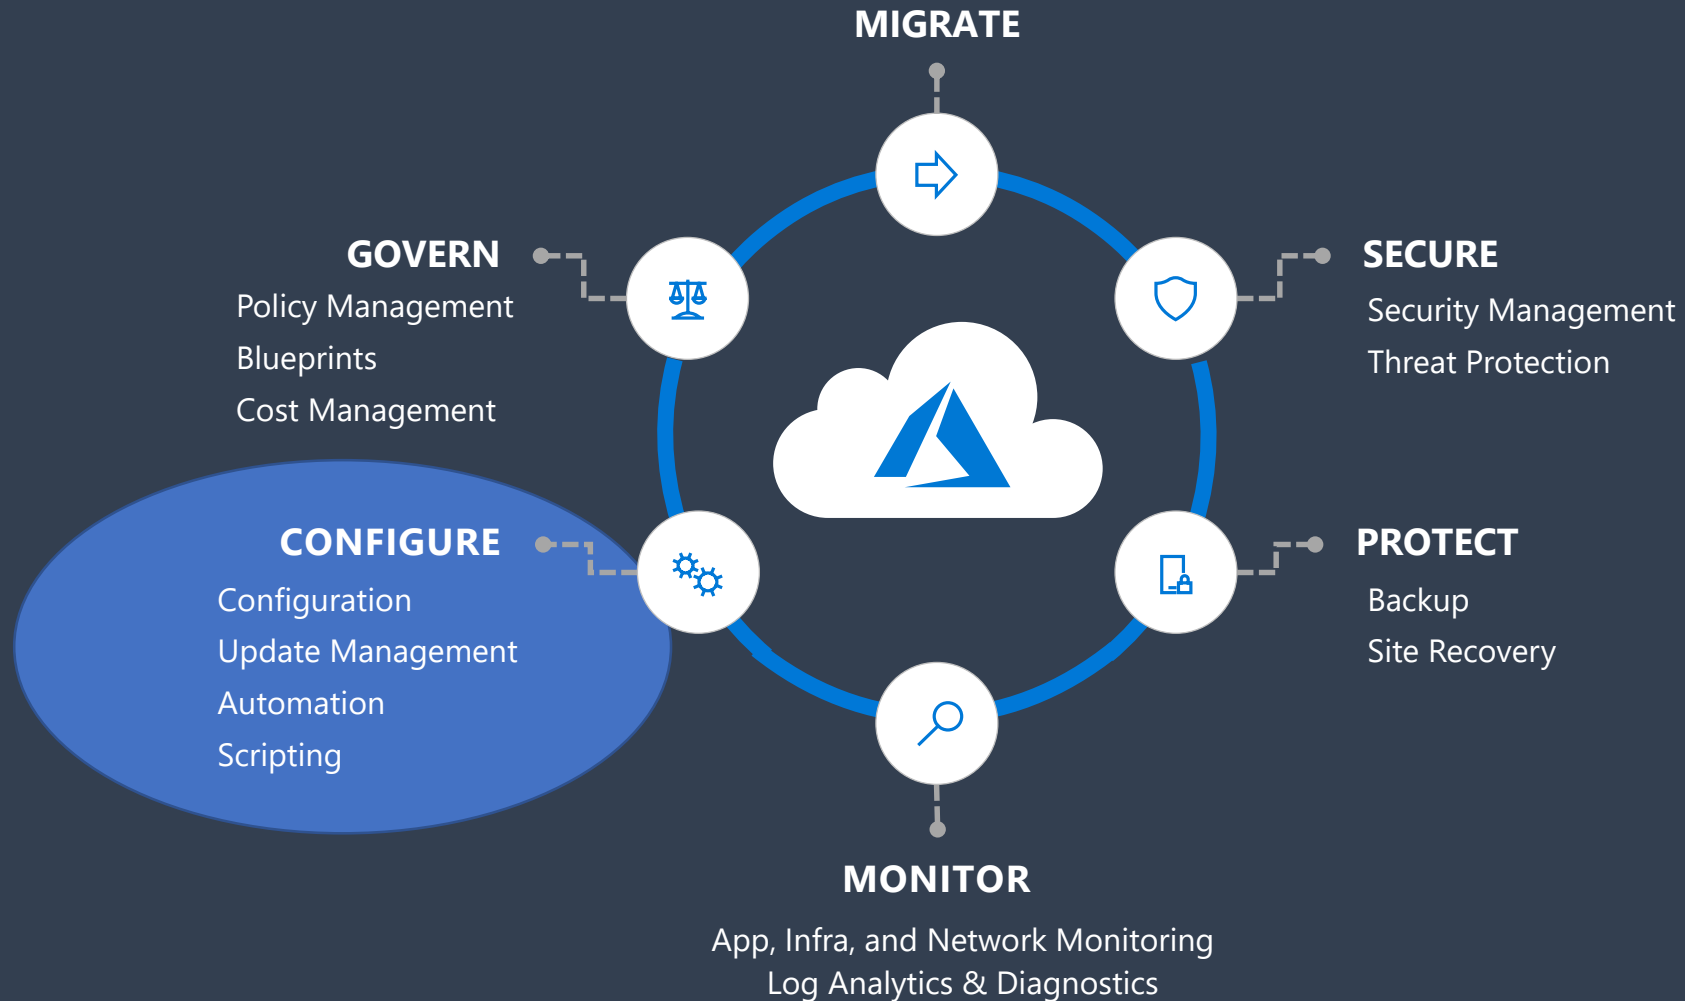 MIGRATE
GOVERN
Policy Management
Blueprints
Cost Management
SECURE
Security Management
Threat Protection
CONFIGURE
Configuration
Update Management
Automation
Scripting
PROTECT
Backup
Site Recovery
MONITOR
App, Infra, and Network Monitoring
Log Analytics & Diagnostics